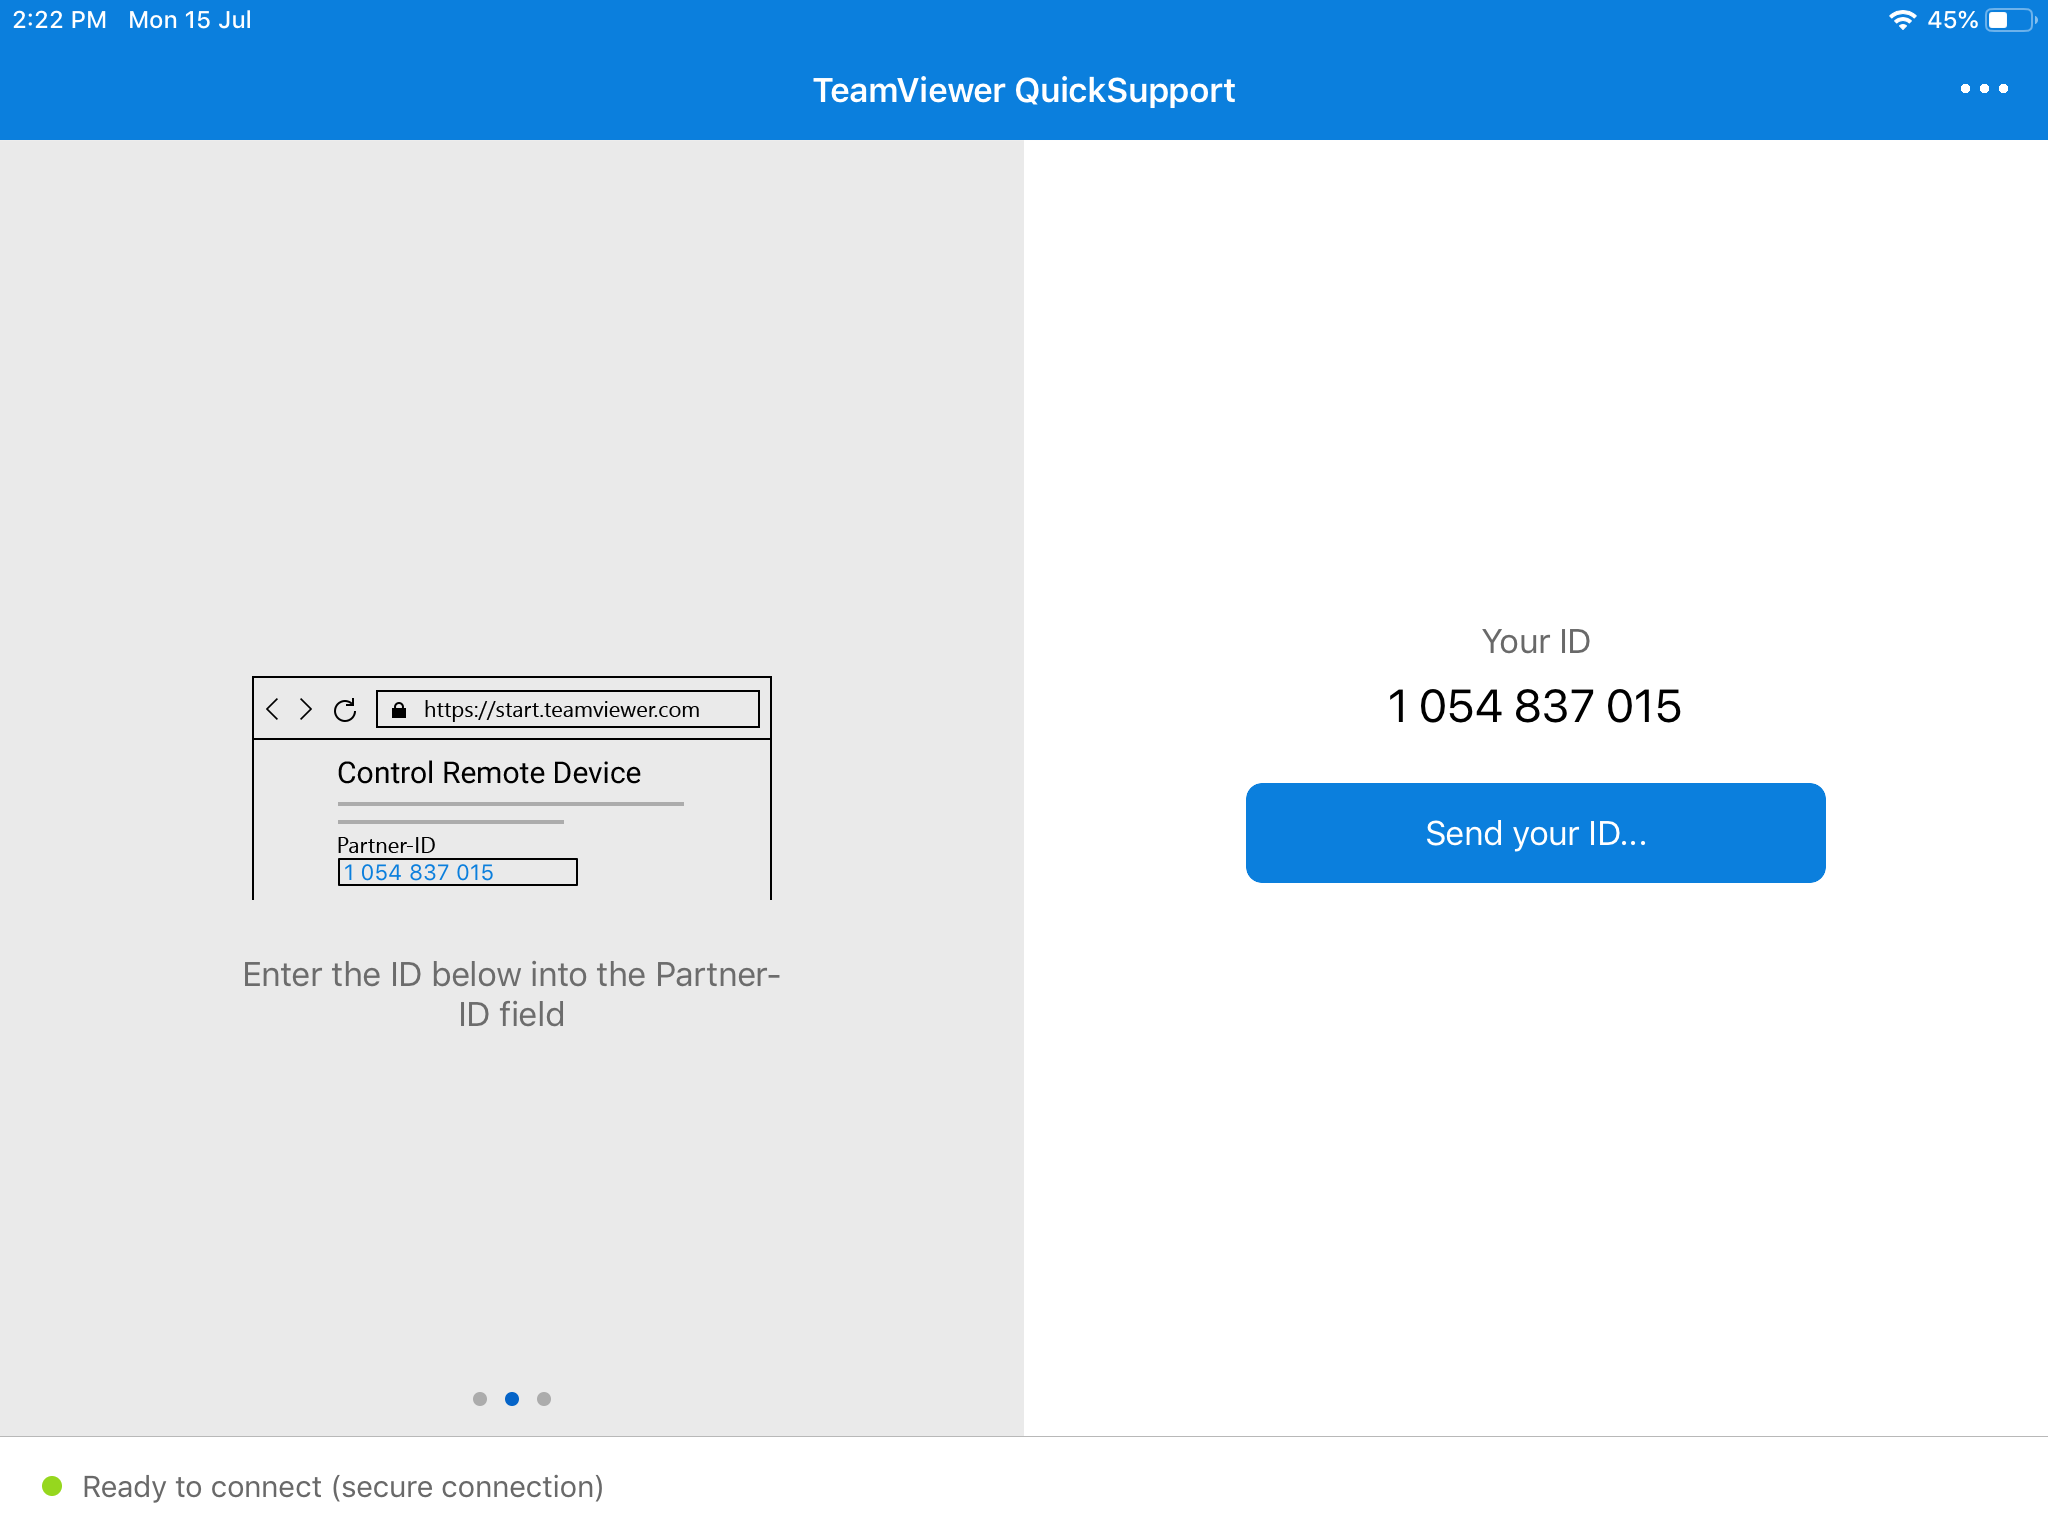 2:22 PM Mon 15 Jul
45%
TeamViewer QuickSupport
https://start.teamviewer.com
Control Remote Device
Partner-ID
1 054 837 015
Enter the ID below into the Partner-
ID field
Your ID
1 054 837 015
Send your ID...
Ready to connect (secure connection)